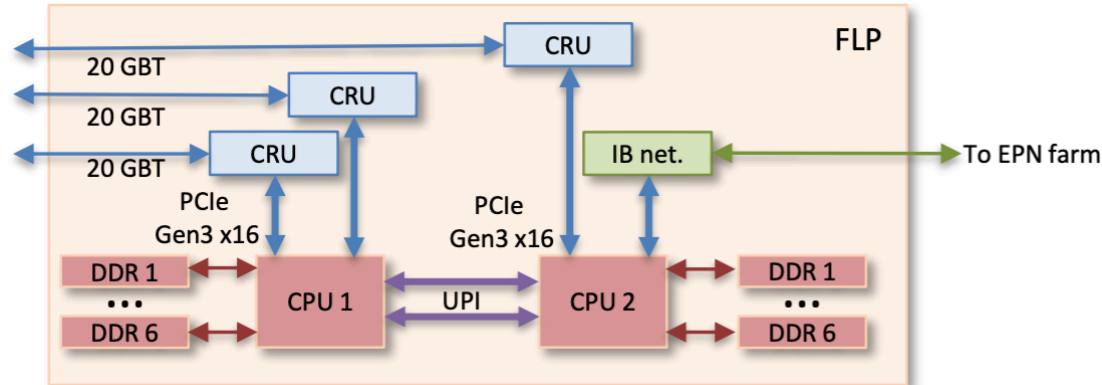 CRU
FLP
20 GBT
CRU
20 GBT
CRU
IB net.
To EPN farm
20 GBT
PCIe
Gen3 x16
PCIe
Gen3 x16
DDR 1
...
DDR 6
CPU 1
UPI
CPU 2
DDR 1
...
DDR 6